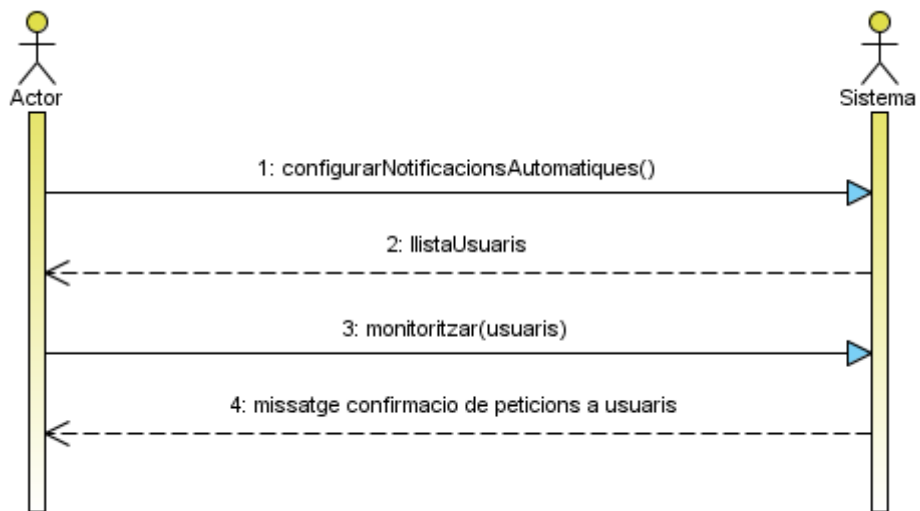 Actor
Sistema
1: configurarNotificacionsAutomatiques()
2: llistaUsuaris
3: monitoritzar(usuaris)
4: missatge confirmacio de peticions a usuaris